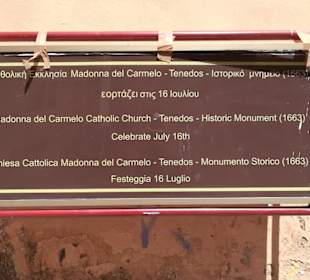 θολική Εκκλησία Madonna del Carmelo - Tenedos - Ιστορικό μνημείο (1663)
εορτάζει στις 16 Ιουλίου
adonna del Carmelo Catholic Church - Tenedos - Historic Monument (1663)
Celebrate July 16th
hiesa Cattolica Madonna del Carmelo - Tenedos - Monumento Storico (1663)
Festeggia 16 Luglio